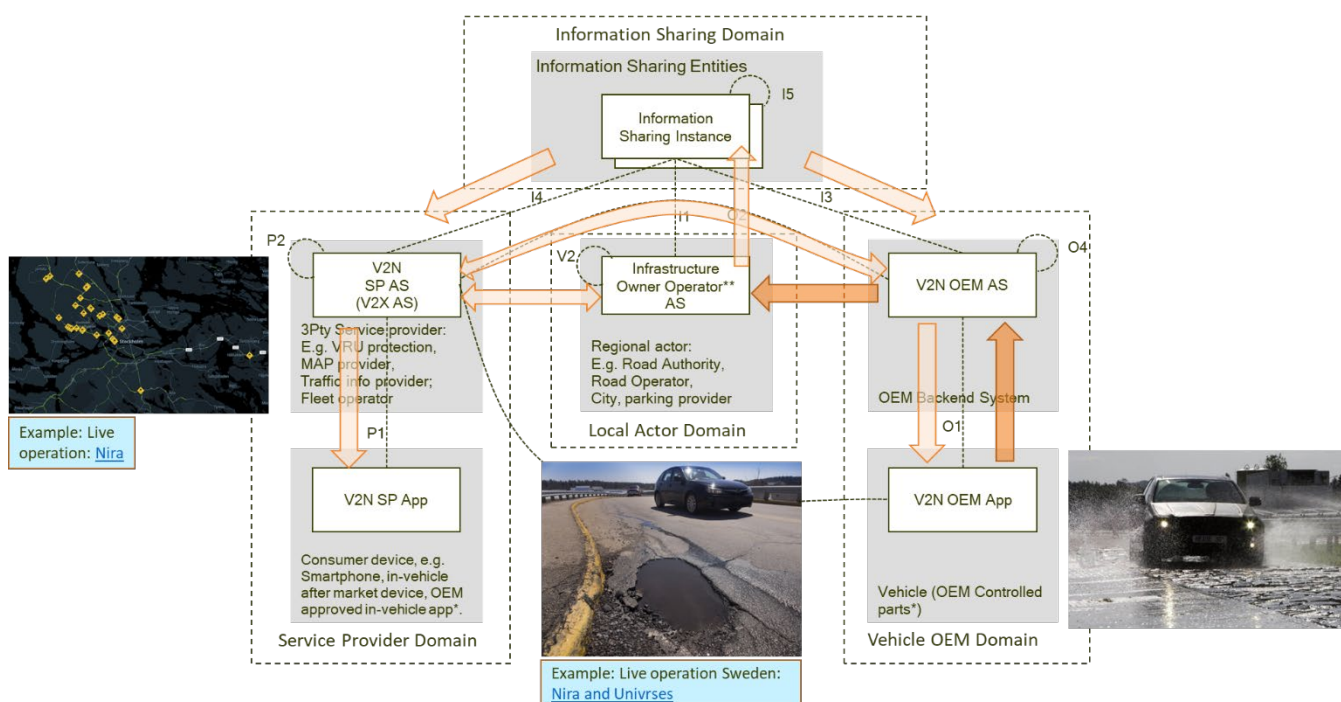 Information Sharing Domain
Information Sharing Entities
I5
Information
Sharing Instance
I4
I3
I1
O2
P2
V2N
SP AS
(V2X AS)
3Pty Service provider:
E.g. VRU protection,
MAP provider,
Traffic info provider;
Fleet operator
P1
V2N SP App
Consumer device, e.g.
Smartphone, in-vehicle
after market device, OEM
approved in-vehicle app*.
Service Provider Domain
V2
Infrastructure
Owner Operator**
AS
Regional actor:
E.g. Road Authority,
Road Operator,
City, parking provider
Local Actor Domain
O4
V2N OEM AS
OEM Backend System
O1
V2N OEM App
Vehicle (OEM Controlled
parts*)
Vehicle OEM Domain
Example: Live
operation: Nira
Example: Live operation Sweden:
Nira and Univrses